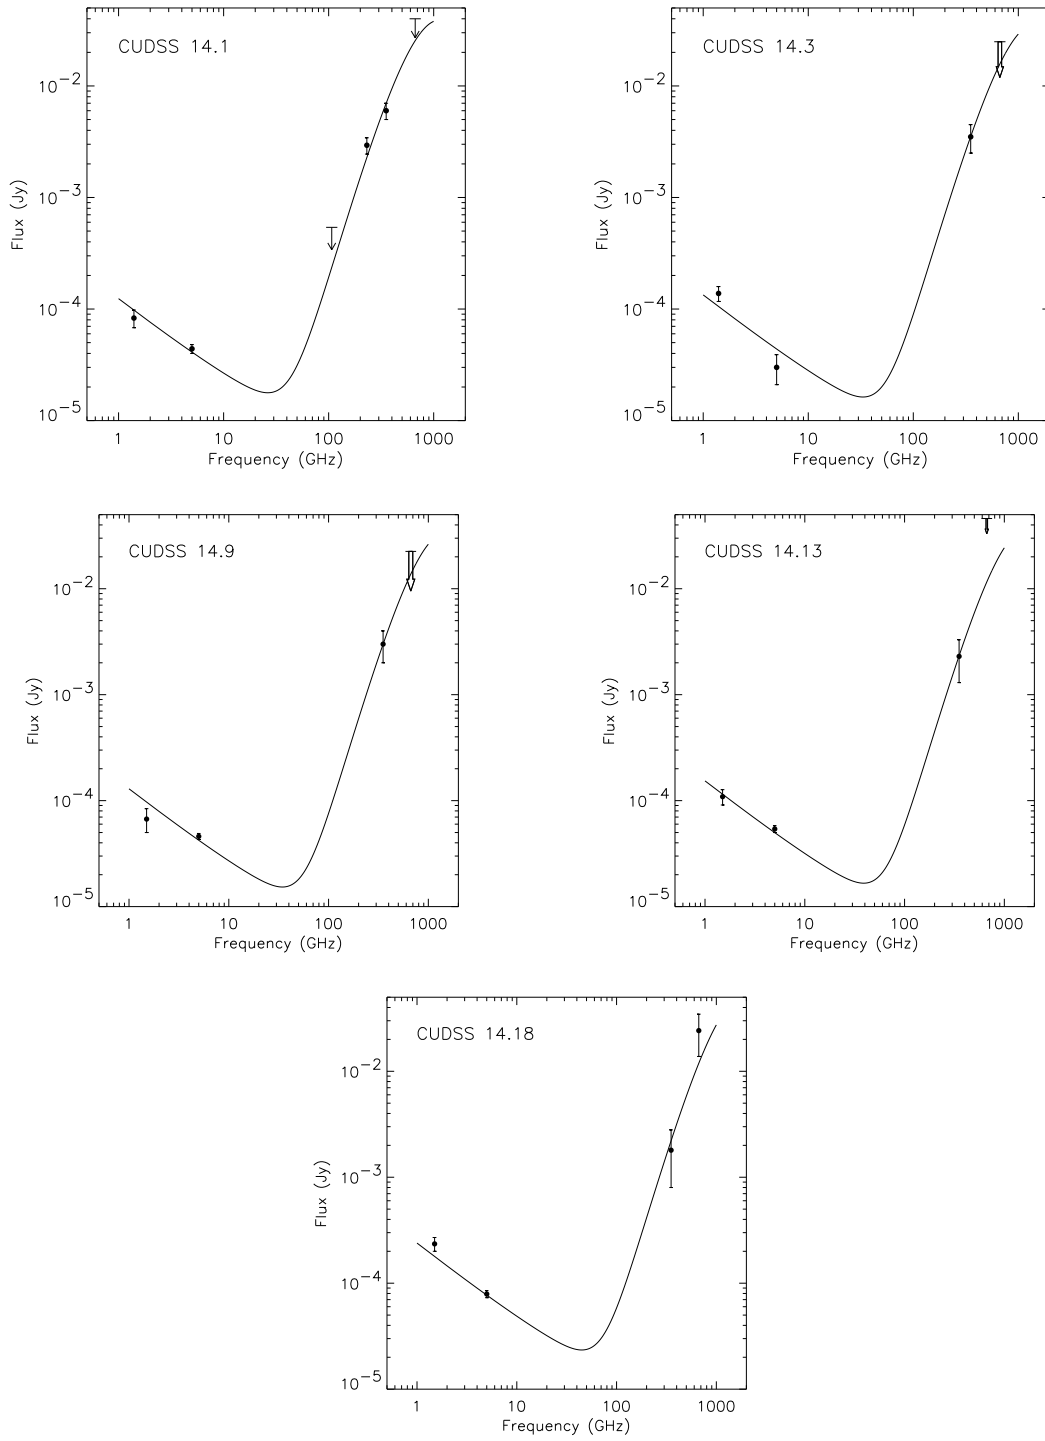 CUDSS 14.1
10⁻²
10⁻³
10⁻⁴
10⁻⁵
Flux (Jy)
1 10 100 1000
Frequency (GHz)
CUDSS 14.3
10⁻²
10⁻³
10⁻⁴
10⁻⁵
Flux (Jy)
1 10 100 1000
Frequency (GHz)
CUDSS 14.9
10⁻²
10⁻³
10⁻⁴
10⁻⁵
Flux (Jy)
1 10 100 1000
Frequency (GHz)
CUDSS 14.13
10⁻²
10⁻³
10⁻⁴
10⁻⁵
Flux (Jy)
1 10 100 1000
Frequency (GHz)
CUDSS 14.18
10⁻²
10⁻³
10⁻⁴
10⁻⁵
Flux (Jy)
1 10 100 1000
Frequency (GHz)